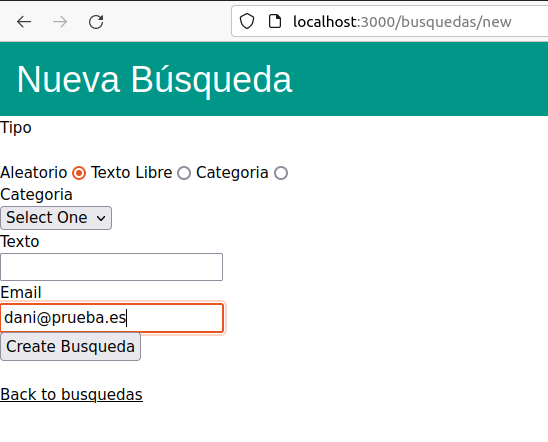 localhost:3000/busquedas/new
Nueva Búsqueda
Tipo
Aleatorio Texto Libre Categoria
Categoria
Select One
Texto
Email
dani@prueba.es
Create Busqueda
Back to busquedas